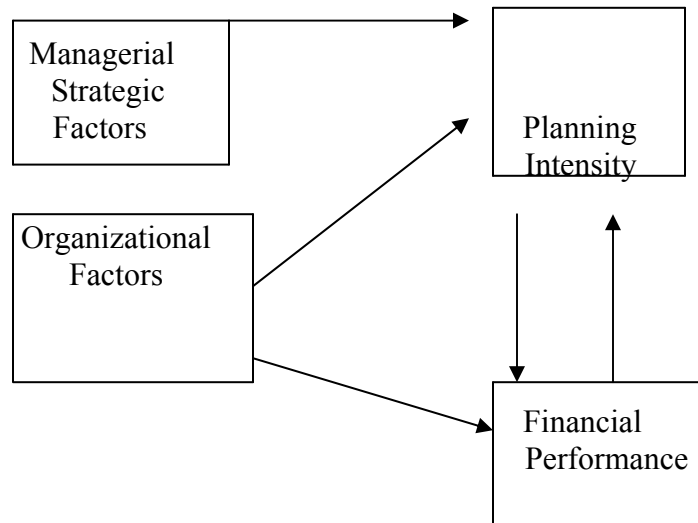 Managerial
Strategic
Factors
Planning
Intensity
Organizational
Factors
Financial
Performance